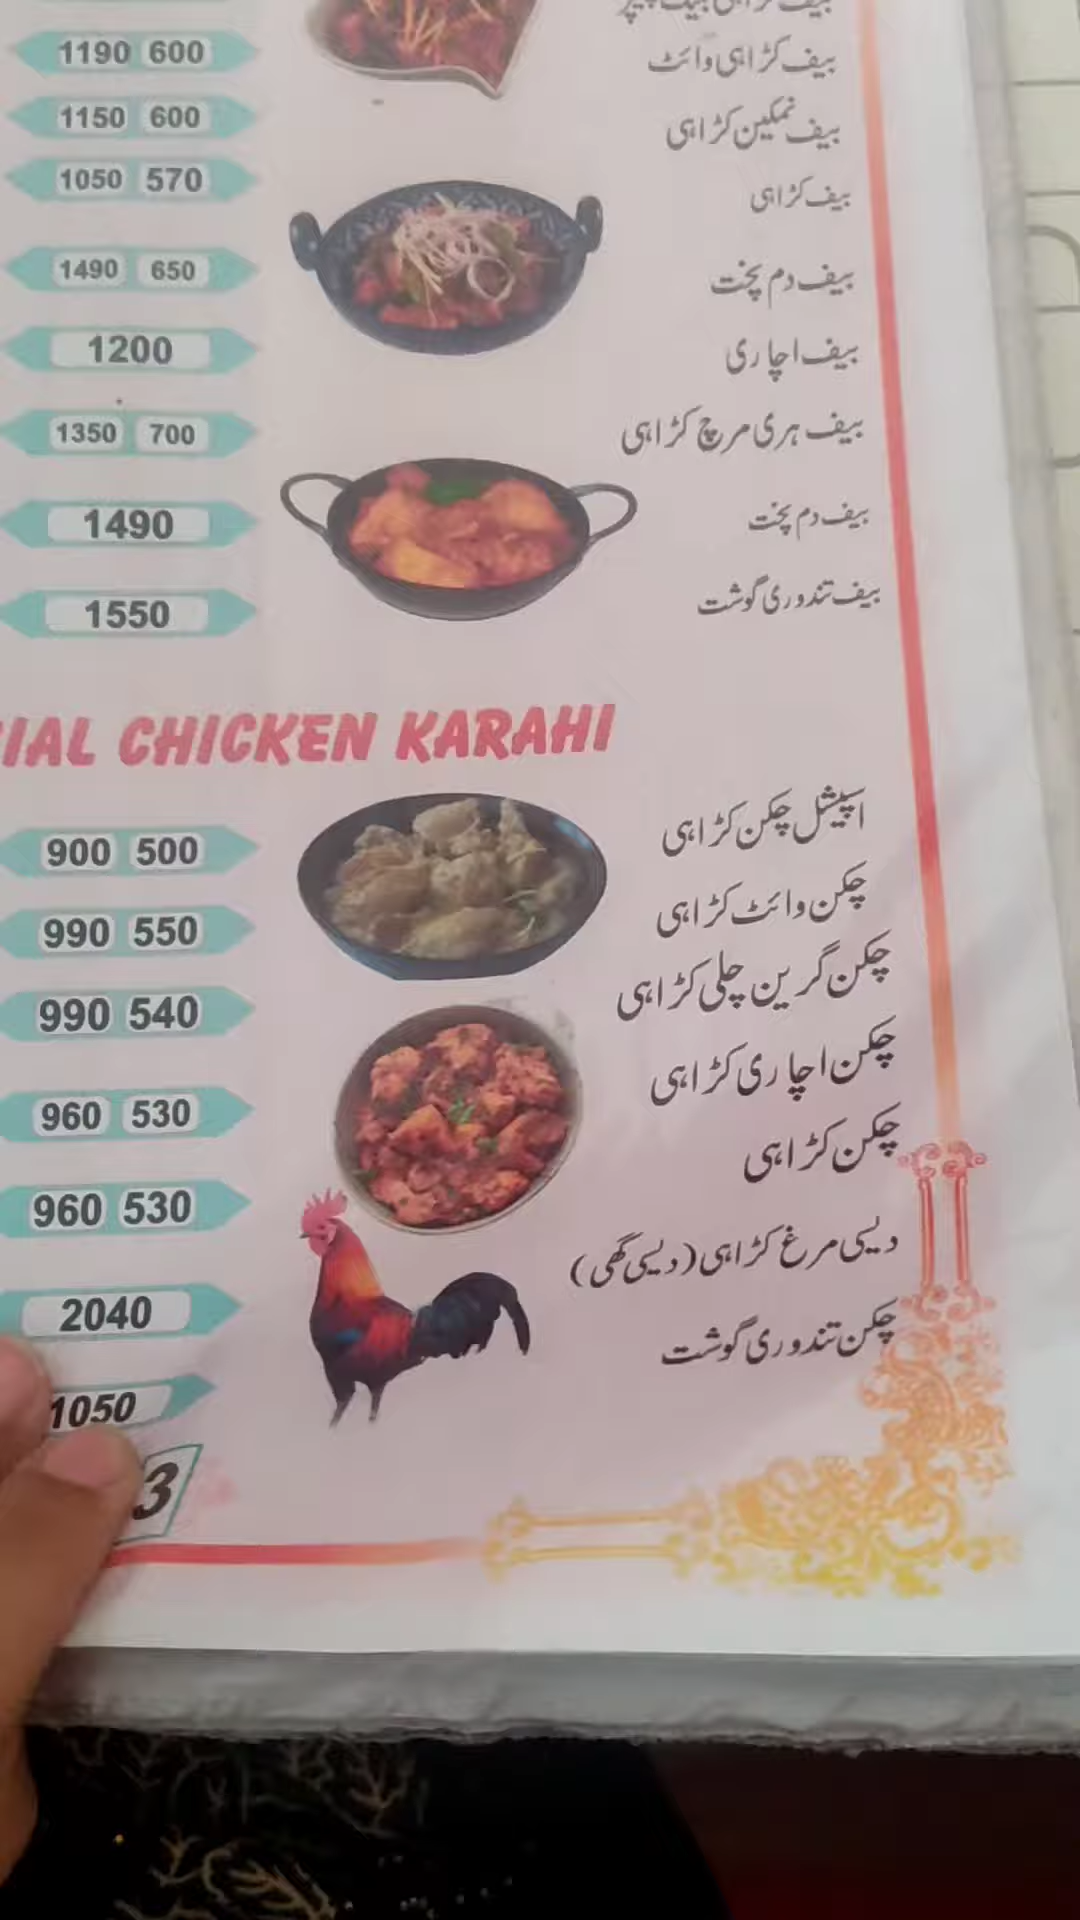 1190 600 بیف کڑاہی وائٹ
1150 600 بیف نمکین کڑاہی
1050 570 بیف کڑاہی
1490 650 بیف دم پخت
1200 بیف اچاری
1350 700 بیف ہری مرچ کڑاہی
1490 بیف دم پخت
1550 بیف تندوری گوشت
CHICKEN KARAHI
900 500 اسپیشل چکن کڑاہی
990 550 چکن وائٹ کڑاہی
990 540 چکن گرین چلی کڑاہی
960 530 چکن اچاری کڑاہی
960 530 چکن کڑاہی
2040 دیسی مرغ کڑاہی (دیسی گھی)
1050 چکن تندوری گوشت
3